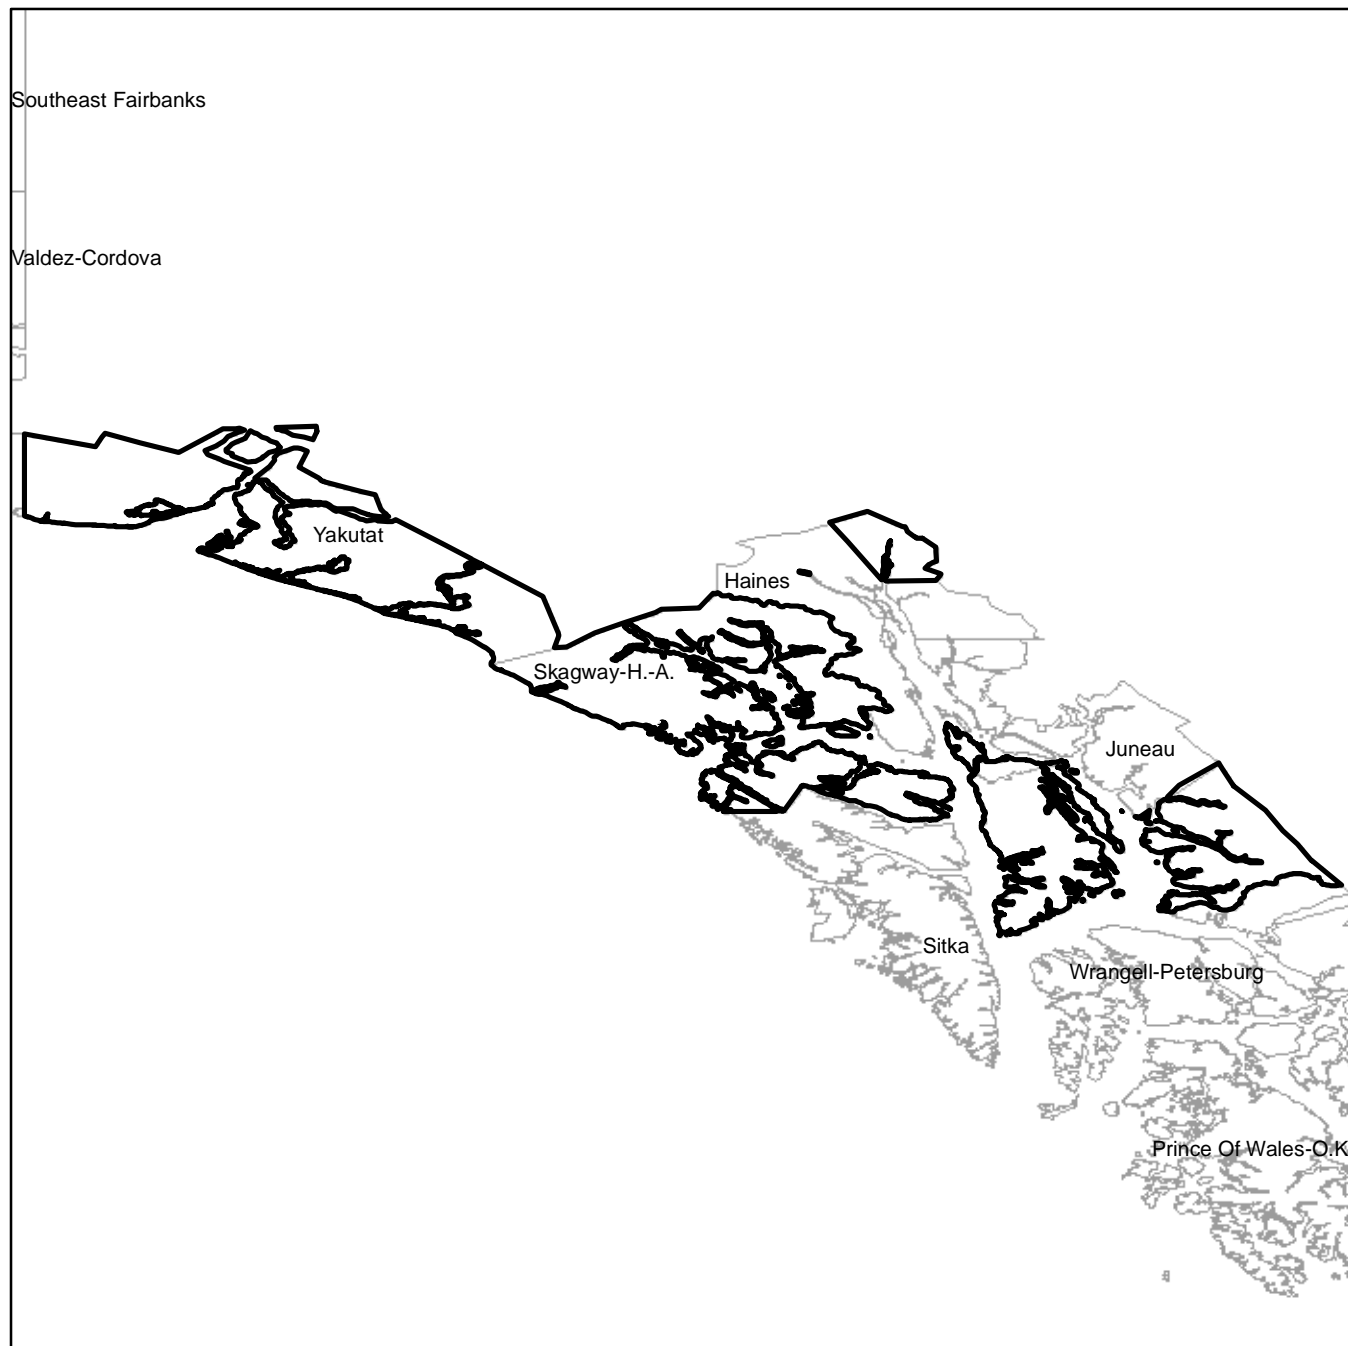 Southeast Fairbanks
Valdez-Cordova
Yakutat
Haines
Skagway-H.-A.
Juneau
Sitka
Wrangell-Petersburg
Prince Of Wales-O.K